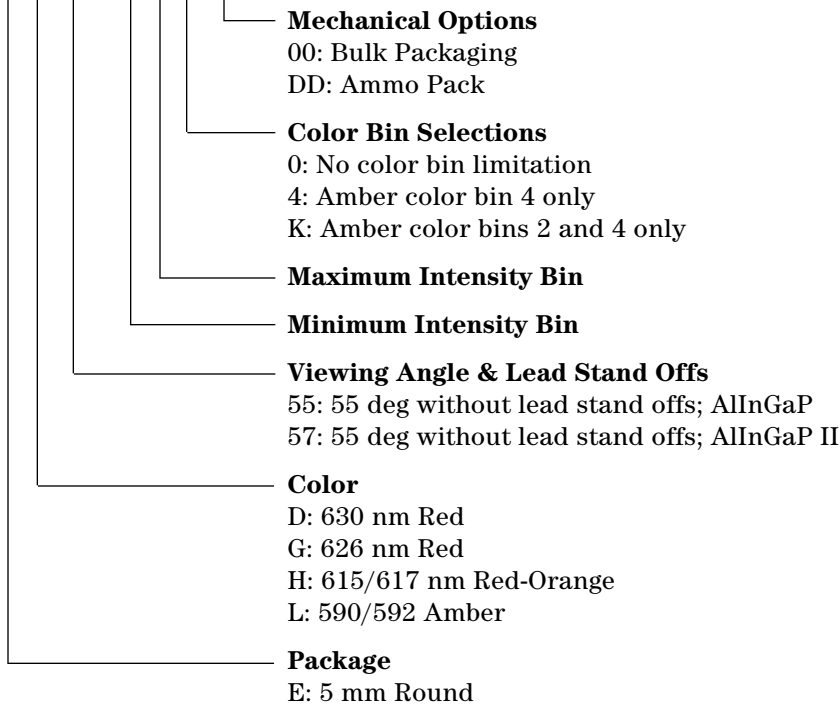 Mechanical Options
00: Bulk Packaging
DD: Ammo Pack
Color Bin Selections
0: No color bin limitation
4: Amber color bin 4 only
K: Amber color bins 2 and 4 only
Maximum Intensity Bin
Minimum Intensity Bin
Viewing Angle & Lead Stand Offs
55: 55 deg without lead stand offs; AlInGaP
57: 55 deg without lead stand offs; AlInGaP II
Color
D: 630 nm Red
G: 626 nm Red
H: 615/617 nm Red-Orange
L: 590/592 Amber
Package
E: 5 mm Round